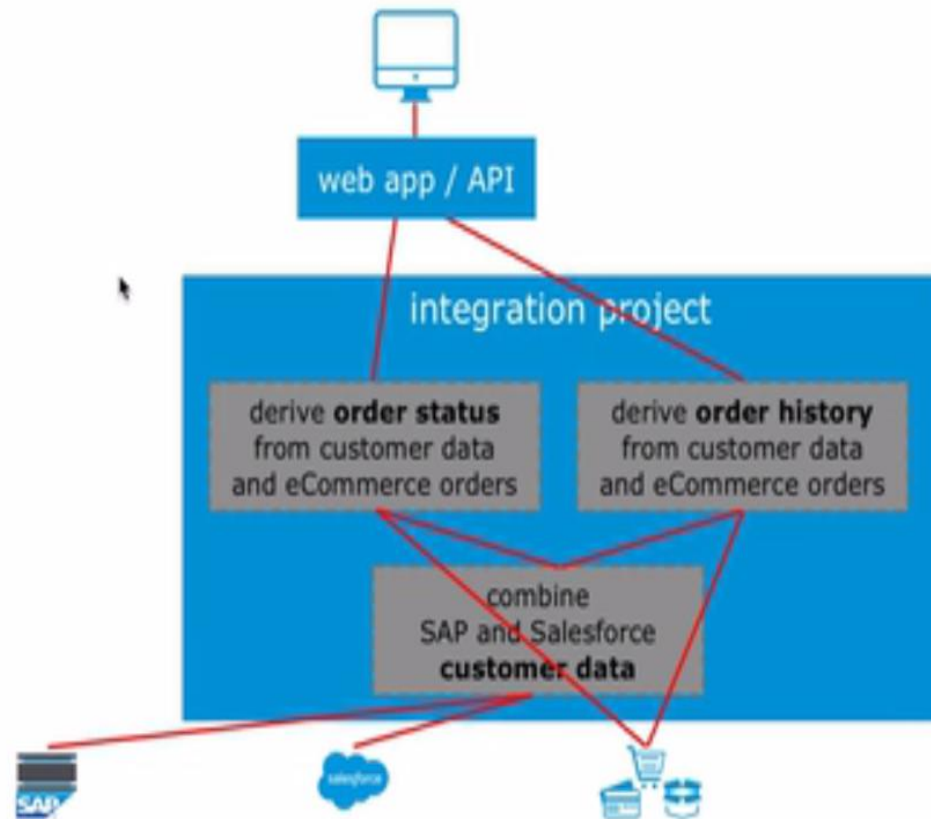 web app / API
integration project
derive order status
from customer data
and eCommerce orders
derive order history
from customer data
and eCommerce orders
combine
SAP and Salesforce
customer data
SAP
salesforce